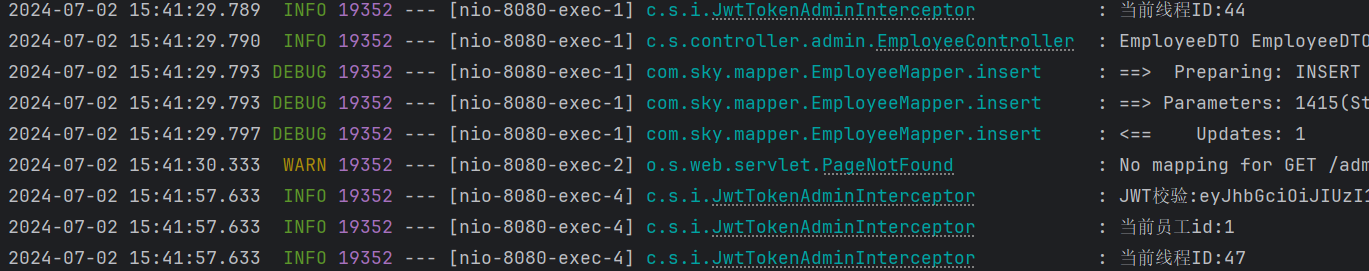 2024-07-02 15:41:29.789  INFO 19352 --- [nio-8080-exec-1] c.s.i.JwtTokenAdminInterceptor           : 当前线程ID:44
2024-07-02 15:41:29.790  INFO 19352 --- [nio-8080-exec-1] c.s.controller.admin.EmployeeController  : EmployeeDTO EmployeeDTO
2024-07-02 15:41:29.793 DEBUG 19352 --- [nio-8080-exec-1] com.sky.mapper.EmployeeMapper.insert     : ==>  Preparing: INSERT
2024-07-02 15:41:29.793 DEBUG 19352 --- [nio-8080-exec-1] com.sky.mapper.EmployeeMapper.insert     : ==> Parameters: 1415(St
2024-07-02 15:41:29.797 DEBUG 19352 --- [nio-8080-exec-1] com.sky.mapper.EmployeeMapper.insert     : <==    Updates: 1
2024-07-02 15:41:30.333  WARN 19352 --- [nio-8080-exec-2] o.s.web.servlet.PageNotFound             : No mapping for GET /adm
2024-07-02 15:41:57.633  INFO 19352 --- [nio-8080-exec-4] c.s.i.JwtTokenAdminInterceptor           : JWT校验:eyJhbGciOiJIUzI1
2024-07-02 15:41:57.633  INFO 19352 --- [nio-8080-exec-4] c.s.i.JwtTokenAdminInterceptor           : 当前员工id:1
2024-07-02 15:41:57.633  INFO 19352 --- [nio-8080-exec-4] c.s.i.JwtTokenAdminInterceptor           : 当前线程ID:47